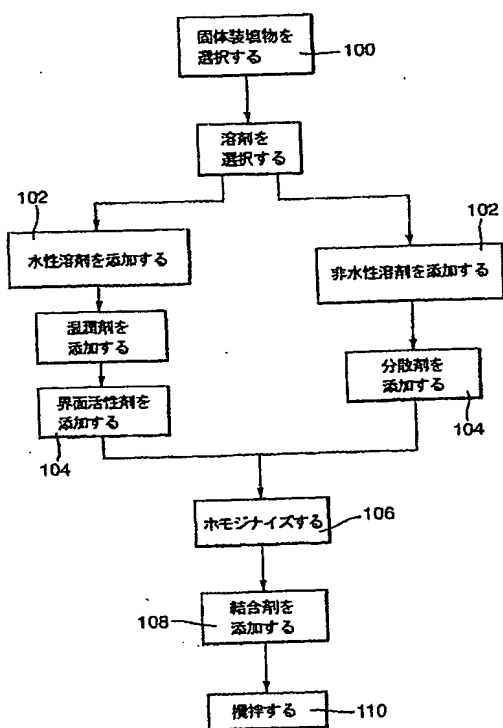 固体装填物を
選択する
100
溶剤を
選択する
102
水性溶剤を添加する
102
非水性溶剤を添加する
湿潤剤を
添加する
界面活性剤を
添加する
104
分散剤を
添加する
104
ホモジナイズする
106
結合剤を
添加する
108
攪拌する
110